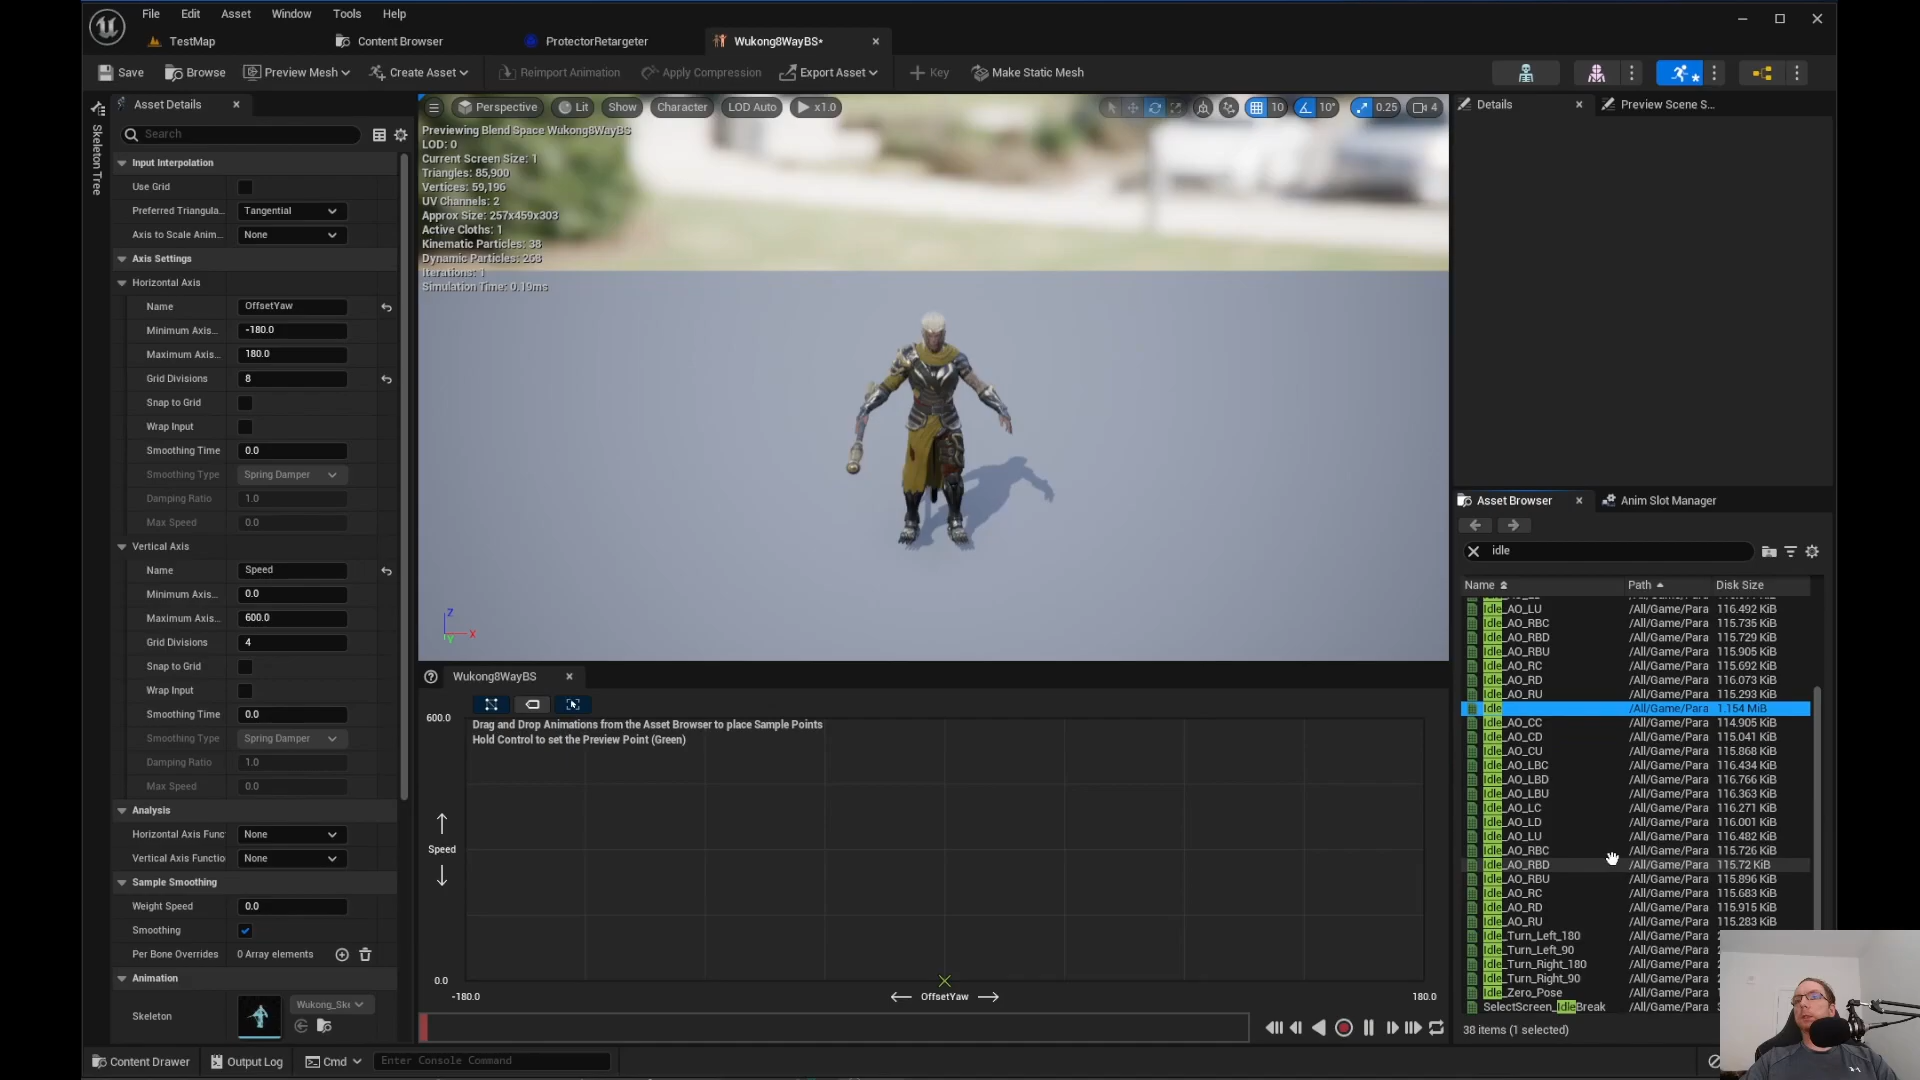 File Edit Asset Window Tools Help
TestMap Content Browser ProtectorRetargeter Wukong8WayBS*
Save Browse Preview Mesh Create Asset Reimport Animation Apply Compression Export Asset Key Make Static Mesh
Skeleton Tree
Asset Details
Search
Input Interpolation
Use Grid
Preferred Triangula... Tangential
Axis to Scale Anim... None
Axis Settings
Horizontal Axis
Name OffsetYaw
Minimum Axis... -180.0
Maximum Axis... 180.0
Grid Divisions 8
Snap to Grid
Wrap Input
Smoothing Time 0.0
Smoothing Type Spring Damper
Damping Ratio 1.0
Max Speed 0.0
Vertical Axis
Name Speed
Minimum Axis... 0.0
Maximum Axis... 600.0
Grid Divisions 4
Snap to Grid
Wrap Input
Smoothing Time 0.0
Smoothing Type Spring Damper
Damping Ratio 1.0
Max Speed 0.0
Analysis
Horizontal Axis Func None
Vertical Axis Functio None
Sample Smoothing
Weight Speed 0.0
Smoothing
Per Bone Overrides 0 Array elements
Animation
Skeleton Wukong_Ske
Perspective Lit Show Character LOD Auto x1.0 10 10° 0.25 4
Previewing Blend Space Wukong8WayBS
LOD: 0
Current Screen Size: 1
Triangles: 85,900
Vertices: 59,196
UV Channels: 2
Approx Size: 257x459x303
Active Cloths: 1
Kinematic Particles: 38
Dynamic Particles: 253
Iterations: 1
Simulation Time: 0.19ms
Z
X
Y
Wukong8WayBS
600.0
Drag and Drop Animations from the Asset Browser to place Sample Points
Hold Control to set the Preview Point (Green)
Speed
0.0
-180.0 OffsetYaw 180.0
Details Preview Scene S...
Asset Browser Anim Slot Manager
idle
Name Path Disk Size
Idle_AO_LU /All/Game/Para 116.492 KiB
Idle_AO_RBC /All/Game/Para 115.735 KiB
Idle_AO_RBD /All/Game/Para 115.729 KiB
Idle_AO_RBU /All/Game/Para 115.905 KiB
Idle_AO_RC /All/Game/Para 115.692 KiB
Idle_AO_RD /All/Game/Para 116.073 KiB
Idle_AO_RU /All/Game/Para 115.293 KiB
Idle /All/Game/Para 1.154 MiB
Idle_AO_CC /All/Game/Para 114.905 KiB
Idle_AO_CD /All/Game/Para 115.041 KiB
Idle_AO_CU /All/Game/Para 115.868 KiB
Idle_AO_LBC /All/Game/Para 116.434 KiB
Idle_AO_LBD /All/Game/Para 116.766 KiB
Idle_AO_LBU /All/Game/Para 116.363 KiB
Idle_AO_LC /All/Game/Para 116.271 KiB
Idle_AO_LD /All/Game/Para 116.001 KiB
Idle_AO_LU /All/Game/Para 116.482 KiB
Idle_AO_RBC /All/Game/Para 115.726 KiB
Idle_AO_RBD /All/Game/Para 115.72 KiB
Idle_AO_RBU /All/Game/Para 115.896 KiB
Idle_AO_RC /All/Game/Para 115.683 KiB
Idle_AO_RD /All/Game/Para 115.915 KiB
Idle_AO_RU /All/Game/Para 115.283 KiB
Idle_Turn_Left_180 /All/Game/Para
Idle_Turn_Left_90 /All/Game/Para
Idle_Turn_Right_180 /All/Game/Para
Idle_Turn_Right_90 /All/Game/Para
Idle_Zero_Pose /All/Game/Para
SelectScreen_IdleBreak /All/Game/Para
38 items (1 selected)
Content Drawer Output Log Cmd Enter Console Command